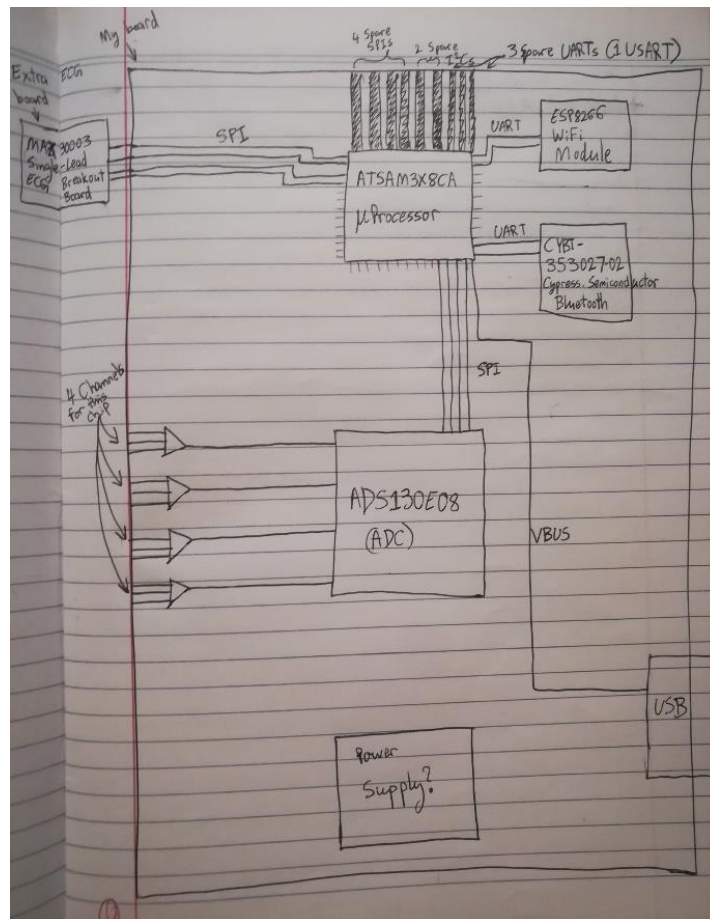 My board
4 Spare
SPIs
2 Spare
I²Cs
3 Spare UARTs (1 USART)
Extra
board
ECG
MAX30003
Single-Lead
ECG Breakout
Board
SPI
ATSAM3X8CA
µProcessor
UART
ESP8266
WiFi
Module
UART
CYBT-
353027-02
Cypress Semiconductor
Bluetooth
SPI
4 Channels
for this
chip
ADS130E08
(ADC)
VBUS
USB
Power
Supply?